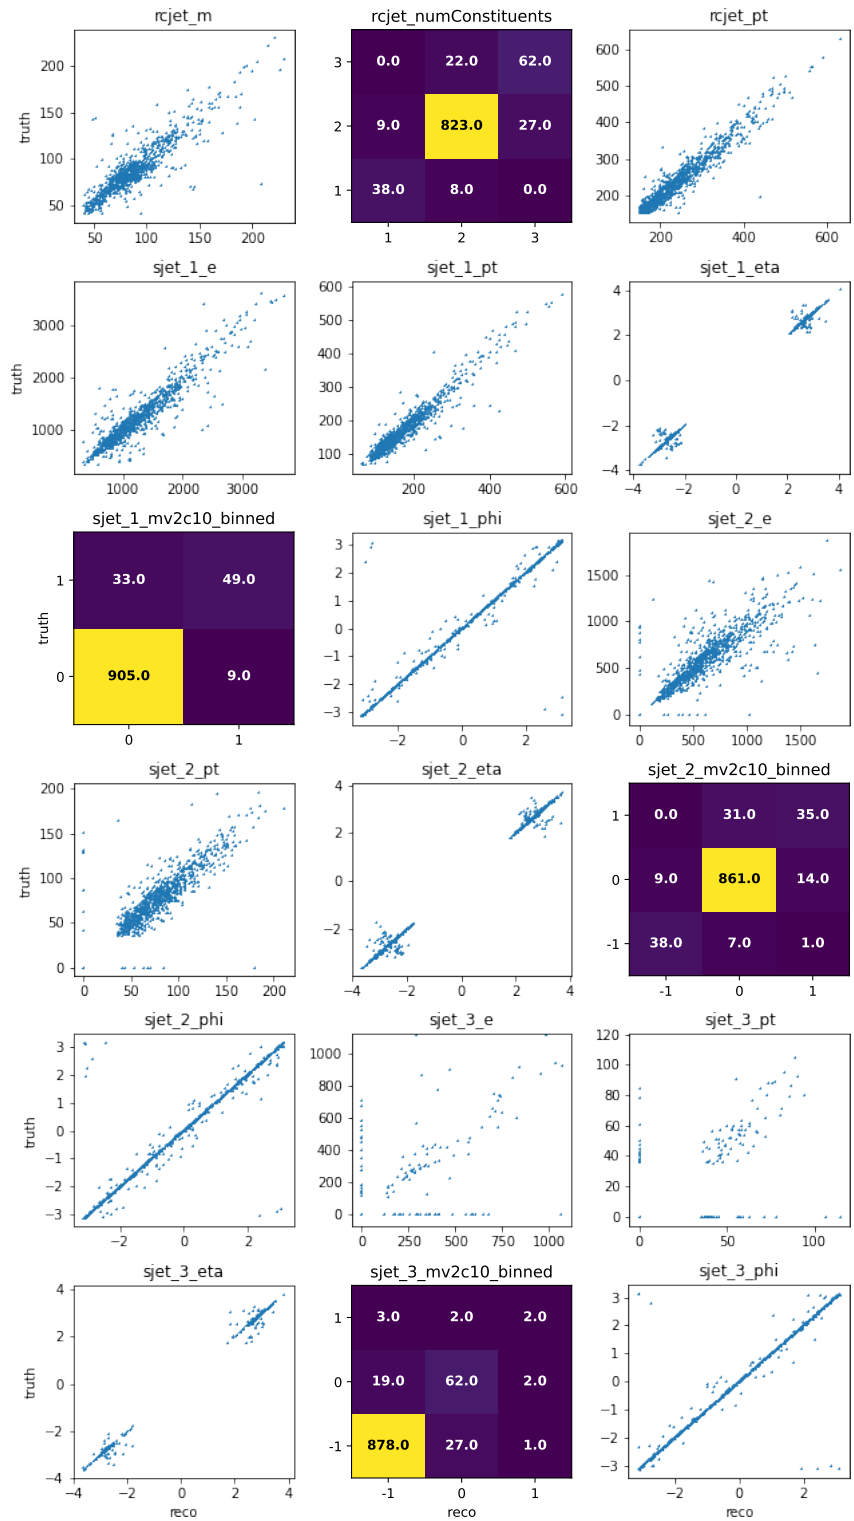 rcjet_m
rcjet_numConstituents
rcjet_pt
truth
200
150
100
50
50 100 150 200
3
2
1
0.0 22.0 62.0
9.0 823.0 27.0
38.0 8.0 0.0
1 2 3
600
500
400
300
200
200 400 600
sjet_1_e
sjet_1_pt
sjet_1_eta
truth
3000
2000
1000
1000 2000 3000
600
500
400
300
200
100
200 400 600
4
2
0
−2
−4
−4 −2 0 2 4
sjet_1_mv2c10_binned
sjet_1_phi
sjet_2_e
truth
1
0
33.0 49.0
905.0 9.0
0 1
3
2
1
0
−1
−2
−3
−2 0 2
1500
1000
500
0
0 500 1000 1500
sjet_2_pt
sjet_2_eta
sjet_2_mv2c10_binned
truth
200
150
100
50
0
0 50 100 150 200
4
2
0
−2
−4 −2 0 2 4
1
0
-1
0.0 31.0 35.0
9.0 861.0 14.0
38.0 7.0 1.0
-1 0 1
sjet_2_phi
sjet_3_e
sjet_3_pt
truth
3
2
1
0
−1
−2
−3
−2 0 2
1000
800
600
400
200
0
0 250 500 750 1000
120
100
80
60
40
20
0
0 50 100
sjet_3_eta
sjet_3_mv2c10_binned
sjet_3_phi
truth
4
2
0
−2
−4
−4 −2 0 2 4
reco
1
0
-1
3.0 2.0 2.0
19.0 62.0 2.0
878.0 27.0 1.0
-1 0 1
reco
3
2
1
0
−1
−2
−3
−2 0 2
reco